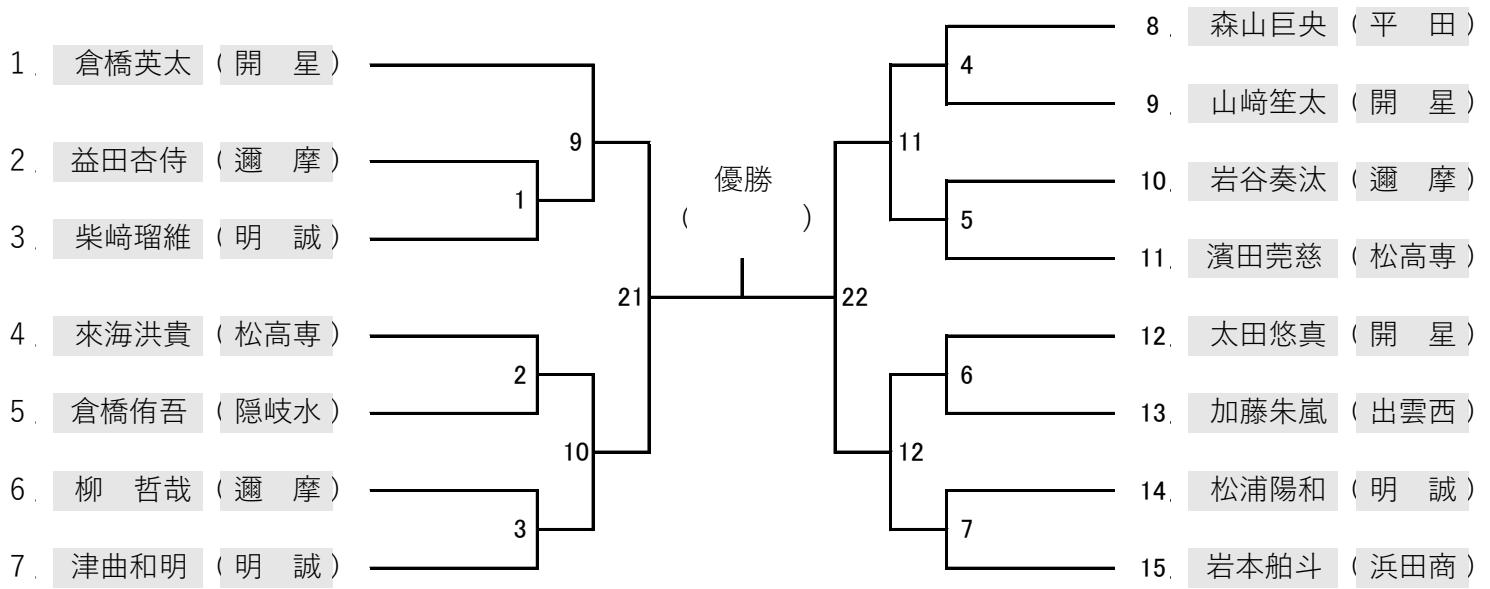 1. 倉橋英太 (開 星)
2. 益田杏侍 (邇 摩)
3. 柴﨑瑠維 (明 誠)
4. 來海洪貴 (松高専)
5. 倉橋侑吾 (隠岐水)
6. 柳 哲哉 (邇 摩)
7. 津曲和明 (明 誠)
9
1
21
2
10
3
優勝
( )
4
11
5
22
6
12
7
8. 森山巨央 (平 田)
9. 山﨑笙太 (開 星)
10. 岩谷奏汰 (邇 摩)
11. 濱田莞慈 (松高専)
12. 太田悠真 (開 星)
13. 加藤朱嵐 (出雲西)
14. 松浦陽和 (明 誠)
15. 岩本舶斗 (浜田商)